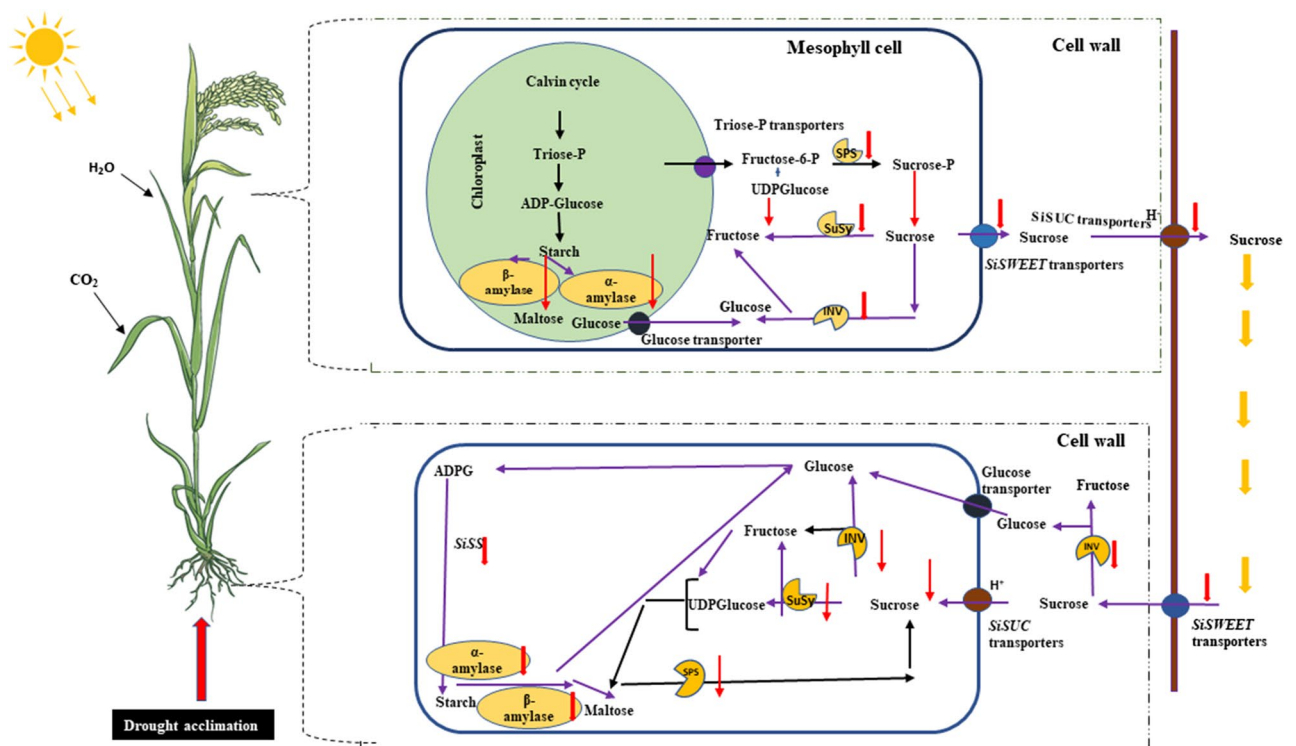 Mesophyll cell
Cell wall
Calvin cycle
Chloroplast
Triose-P
ADP-Glucose
Starch
β-
amylase
α-
amylase
Maltose
Glucose
Glucose transporter
Triose-P transporters
Fructose-6-P
+
UDPGlucose
SPS
Sucrose-P
Fructose
SuSy
Sucrose
Glucose
INV
SiSUC transporters
H
Sucrose
SiSWEET transporters
Sucrose
H₂O
CO₂
Drought acclimation
Cell wall
ADPG
SiSS
Glucose
Glucose
transporter
Fructose
Glucose
INV
Fructose
INV
UDPGlucose
SuSy
Sucrose
H⁺
SiSUC
transporters
Sucrose
SiSWEET
transporters
α-
amylase
Starch
β-
amylase
Maltose
SPS